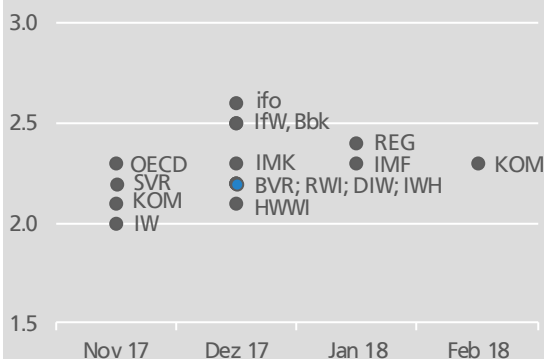 3.0
ifo
2.5
IfW, Bbk
REG
OECD
IMK
IMF
KOM
SVR
BVR; RWI; DIW; IWH
KOM
HWWI
2.0
IW
1.5
Nov 17
Dez 17
Jan 18
Feb 18